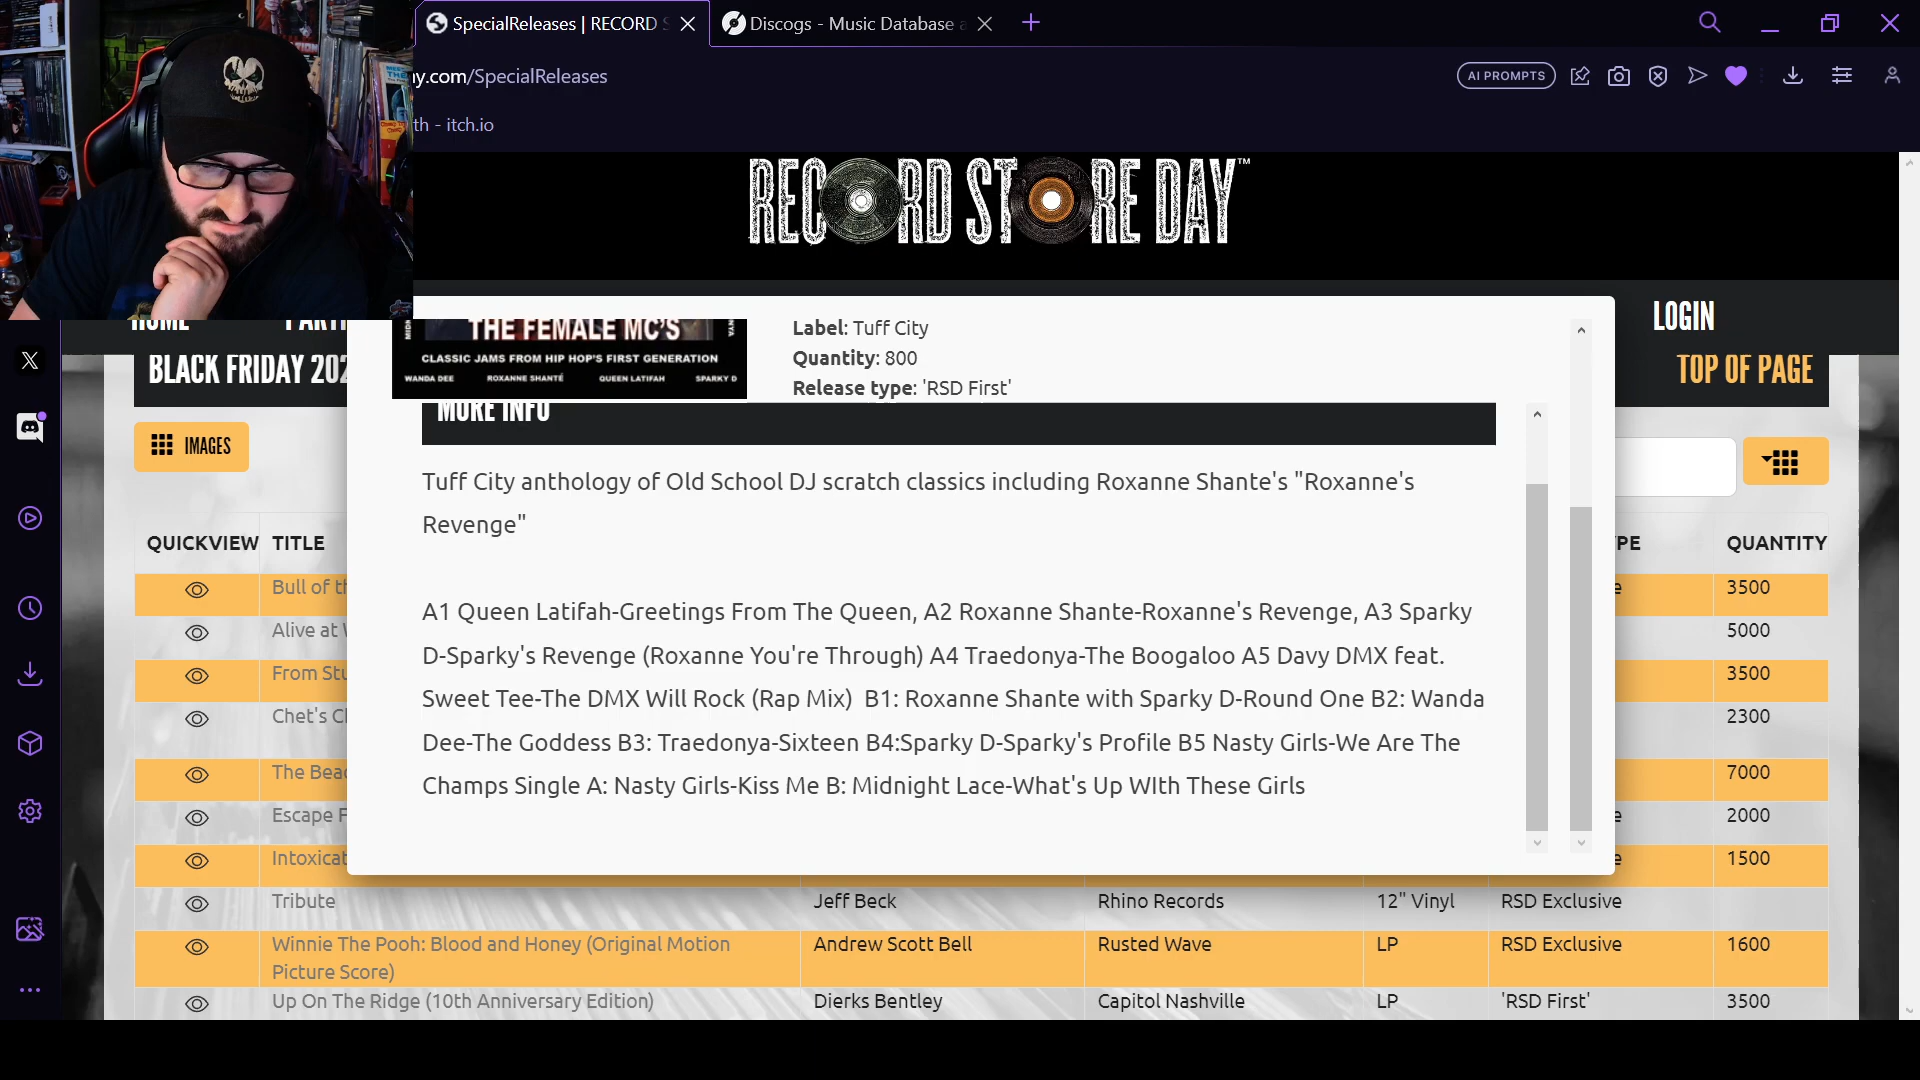 SpecialReleases | RECORD S
Discogs - Music Database a
y.com/SpecialReleases
AI PROMPTS
th - itch.io
RECORD STORE DAY™
HOME
PARTI
LOGIN
BLACK FRIDAY 202
TOP OF PAGE
THE FEMALE MC'S
CLASSIC JAMS FROM HIP HOP'S FIRST GENERATION
WANDA DEE ROXANNE SHANTÉ QUEEN LATIFAH SPARKY D
Label: Tuff City
Quantity: 800
Release type: 'RSD First'
MORE INFO
IMAGES
Tuff City anthology of Old School DJ scratch classics including Roxanne Shante's "Roxanne's
Revenge"
A1 Queen Latifah-Greetings From The Queen, A2 Roxanne Shante-Roxanne's Revenge, A3 Sparky
D-Sparky's Revenge (Roxanne You're Through) A4 Traedonya-The Boogaloo A5 Davy DMX feat.
Sweet Tee-The DMX Will Rock (Rap Mix) B1: Roxanne Shante with Sparky D-Round One B2: Wanda
Dee-The Goddess B3: Traedonya-Sixteen B4:Sparky D-Sparky's Profile B5 Nasty Girls-We Are The
Champs Single A: Nasty Girls-Kiss Me B: Midnight Lace-What's Up WIth These Girls
QUICKVIEW TITLE PE QUANTITY
Bull of th e 3500
Alive at W 5000
From Stu 3500
Chet's Ch 2300
The Beac 7000
Escape F e 2000
Intoxicat e 1500
Tribute Jeff Beck Rhino Records 12" Vinyl RSD Exclusive
Winnie The Pooh: Blood and Honey (Original Motion Andrew Scott Bell Rusted Wave LP RSD Exclusive 1600
Picture Score)
Up On The Ridge (10th Anniversary Edition) Dierks Bentley Capitol Nashville LP 'RSD First' 3500